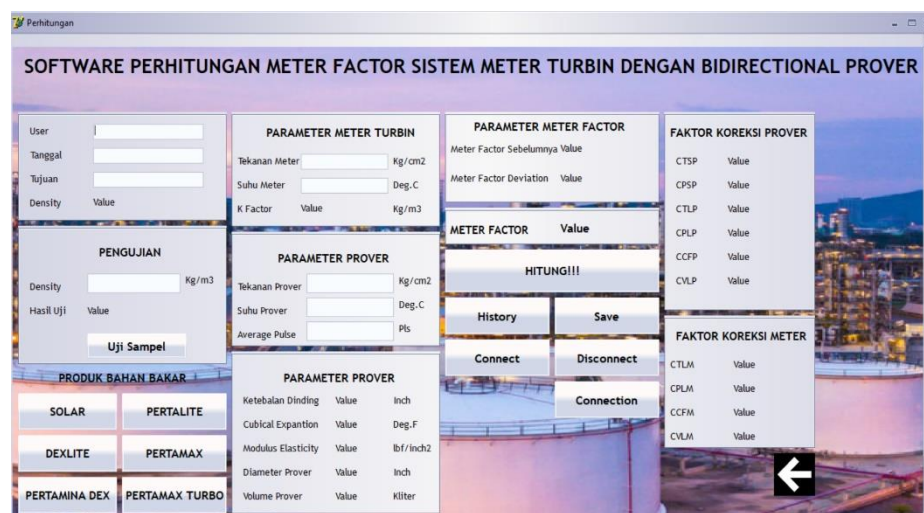 Perhitungan
SOFTWARE PERHITUNGAN METER FACTOR SISTEM METER TURBIN DENGAN BIDIRECTIONAL PROVER
User
Tanggal
Tujuan
Density Value
PENGUJIAN
Density Kg/m3
Hasil Uji Value
Uji Sampel
PRODUK BAHAN BAKAR
SOLAR PERTALITE
DEXLITE PERTAMAX
PERTAMINA DEX PERTAMAX TURBO
PARAMETER METER TURBIN
Tekanan Meter Kg/cm2
Suhu Meter Deg.C
K Factor Value Kg/m3
PARAMETER PROVER
Tekanan Prover Kg/cm2
Suhu Prover Deg.C
Average Pulse Pls
PARAMETER PROVER
Ketebalan Dinding Value Inch
Cubical Expantion Value Deg.F
Modulus Elasticity Value lbf/inch2
Diameter Prover Value Inch
Volume Prover Value Kliter
PARAMETER METER FACTOR
Meter Factor Sebelumnya Value
Meter Factor Deviation Value
METER FACTOR Value
HITUNG!!!
History Save
Connect Disconnect
Connection
FAKTOR KOREKSI PROVER
CTSP Value
CPSP Value
CTLP Value
CPLP Value
CCFP Value
CVLP Value
FAKTOR KOREKSI METER
CTLM Value
CPLM Value
CCFM Value
CVLM Value